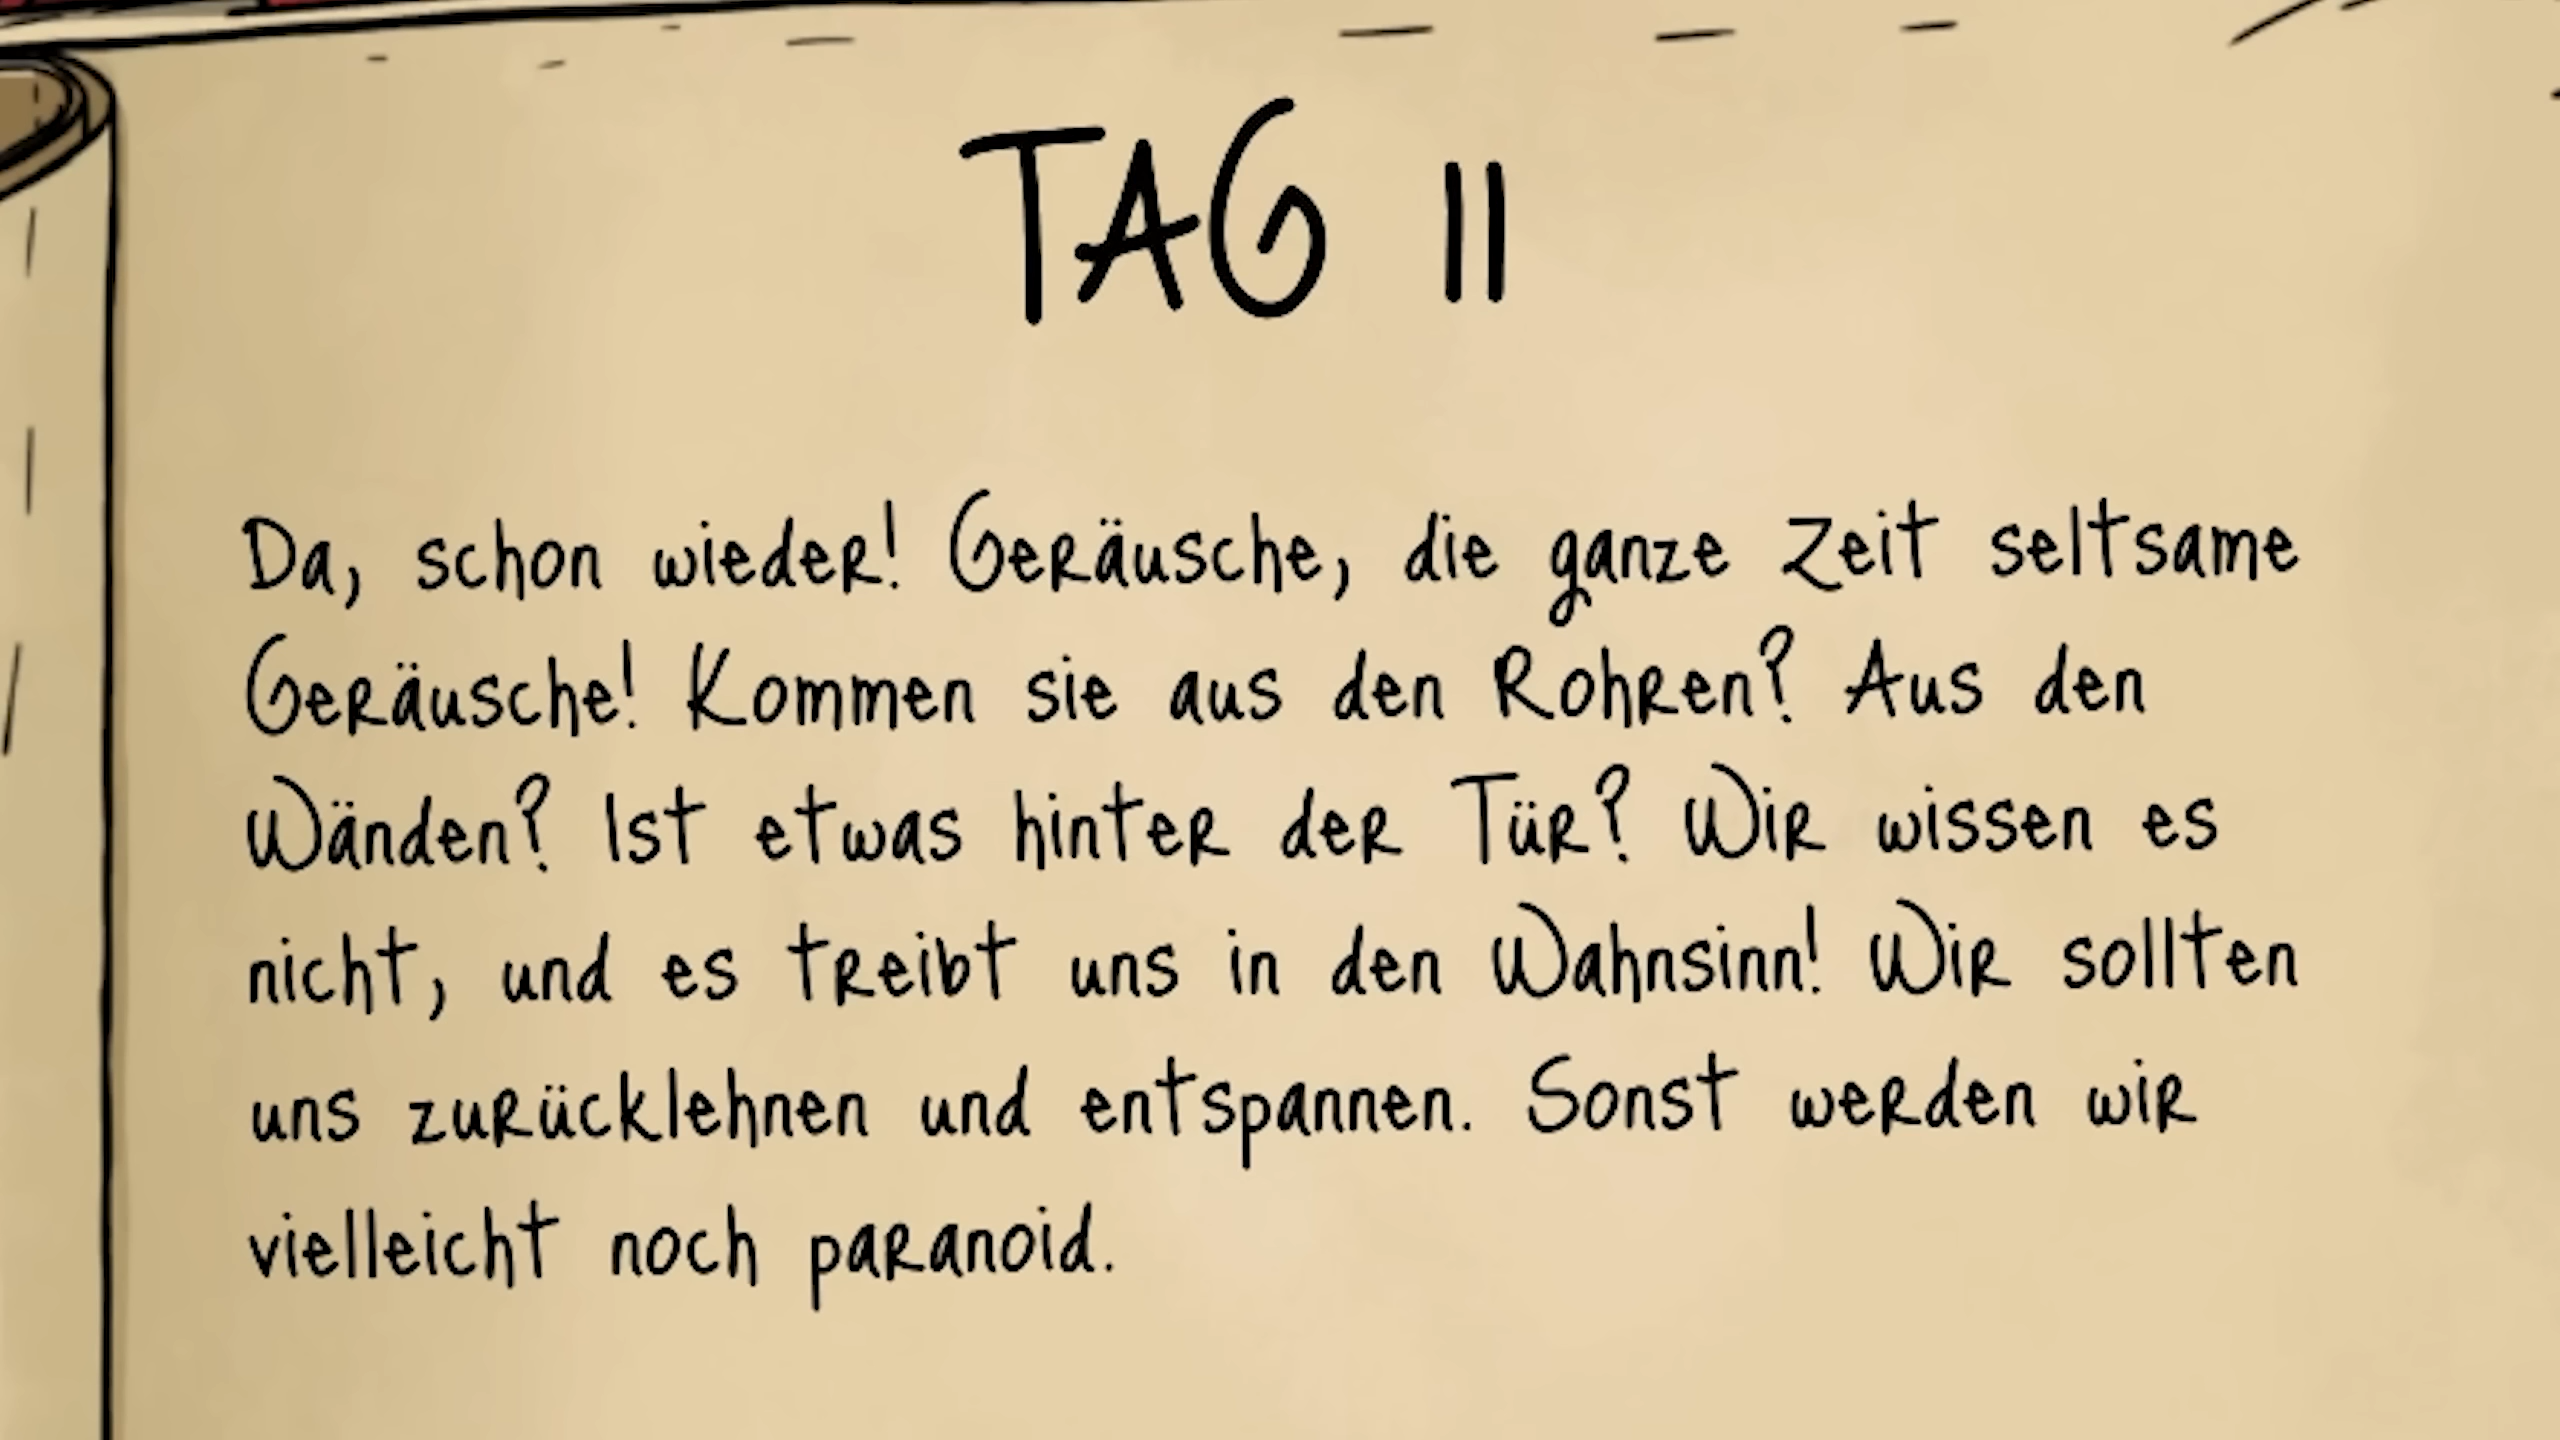 TAG 11
Da, schon wieder! Geräusche, die ganze Zeit seltsame
Geräusche! Kommen sie aus den Rohren? Aus den
Wänden? Ist etwas hinter der Tür? Wir wissen es
nicht, und es treibt uns in den Wahnsinn! Wir sollten
uns zurücklehnen und entspannen. Sonst werden wir
vielleicht noch paranoid.